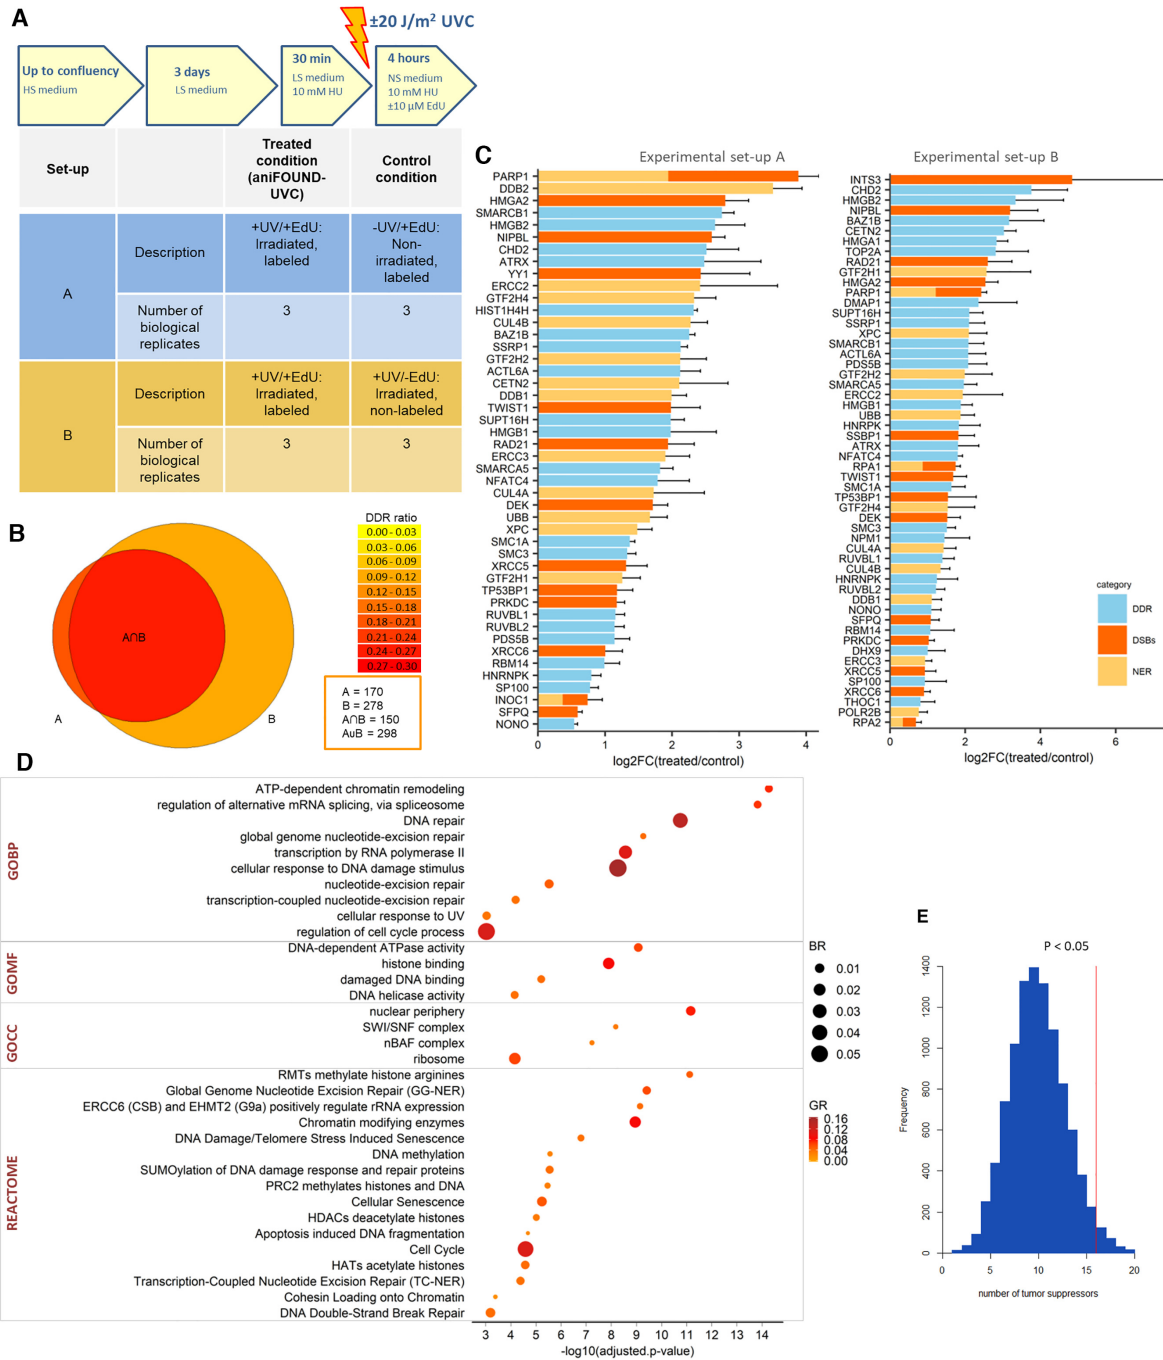 A
±20 J/m² UVC
Up to confluency
HS medium
3 days
LS medium
30 min
LS medium
10 mM HU
4 hours
NS medium
10 mM HU
±10 µM EdU
Set-up
Treated
condition
(aniFOUND-
UVC)
Control
condition
A
Description
+UV/+EdU:
Irradiated,
labeled
-UV/+EdU:
Non-
irradiated,
labeled
Number of
biological
replicates
3
3
B
Description
+UV/+EdU:
Irradiated,
labeled
+UV/-EdU:
Irradiated,
non-labeled
Number of
biological
replicates
3
3
B
A∩B
A
B
DDR ratio
0.00 - 0.03
0.03 - 0.06
0.06 - 0.09
0.09 - 0.12
0.12 - 0.15
0.15 - 0.18
0.18 - 0.21
0.21 - 0.24
0.24 - 0.27
0.27 - 0.30
A = 170
B = 278
A∩B = 150
A∪B = 298
C
Experimental set-up A
PARP1
DDB2
HMGA2
SMARCB1
HMGB2
NIPBL
CHD2
ATRX
YY1
ERCC2
GTF2H4
HIST1H4H
CUL4B
BAZ1B
SSRP1
GTF2H2
ACTL6A
CETN2
DDB1
TWIST1
SUPT16H
HMGB1
RAD21
ERCC3
SMARCA5
NFATC4
CUL4A
DEK
UBB
XPC
SMC1A
SMC3
XRCC5
GTF2H1
TP53BP1
PRKDC
RUVBL1
RUVBL2
PDS5B
XRCC6
RBM14
HNRNPK
SP100
INOC1
SFPQ
NONO
0 1 2 3 4
log2FC(treated/control)
Experimental set-up B
INTS3
CHD2
HMGB2
NIPBL
BAZ1B
CETN2
HMGA1
TOP2A
RAD21
GTF2H1
HMGA2
PARP1
DMAP1
SUPT16H
SSRP1
XPC
SMARCB1
ACTL6A
PDS5B
GTF2H2
SMARCA5
ERCC2
HMGB1
UBB
HNRPK
SSBP1
ATRX
NFATC4
RPA1
TWIST1
SMC1A
TP53BP1
GTF2H4
DEK
SMC3
NPM1
CUL4A
RUVBL1
CUL4B
HNRNPK
RUVBL2
DDB1
NONO
SFPQ
RBM14
PRKDC
DHX9
ERCC3
XRCC5
SP100
XRCC6
THOC1
POLR2B
RPA2
0 2 4 6
log2FC(treated/control)
category
DDR
DSBs
NER
D
GOBP
ATP-dependent chromatin remodeling
regulation of alternative mRNA splicing, via spliceosome
DNA repair
global genome nucleotide-excision repair
transcription by RNA polymerase II
cellular response to DNA damage stimulus
nucleotide-excision repair
transcription-coupled nucleotide-excision repair
cellular response to UV
regulation of cell cycle process
GOMF
DNA-dependent ATPase activity
histone binding
damaged DNA binding
DNA helicase activity
GOCC
nuclear periphery
SWI/SNF complex
nBAF complex
ribosome
REACTOME
RMTs methylate histone arginines
Global Genome Nucleotide Excision Repair (GG-NER)
ERCC6 (CSB) and EHMT2 (G9a) positively regulate rRNA expression
Chromatin modifying enzymes
DNA Damage/Telomere Stress Induced Senescence
DNA methylation
SUMOylation of DNA damage response and repair proteins
PRC2 methylates histones and DNA
Cellular Senescence
HDACs deacetylate histones
Apoptosis induced DNA fragmentation
Cell Cycle
HATs acetylate histones
Transcription-Coupled Nucleotide Excision Repair (TC-NER)
Cohesin Loading onto Chromatin
DNA Double-Strand Break Repair
3 4 5 6 7 8 9 10 11 12 13 14
-log10(adjusted.p-value)
BR
0.01
0.02
0.03
0.04
0.05
GR
0.16
0.12
0.08
0.04
0.00
E
P < 0.05
Frequency
1400
1200
1000
800
600
400
200
0
0 5 10 15 20
number of tumor suppressors